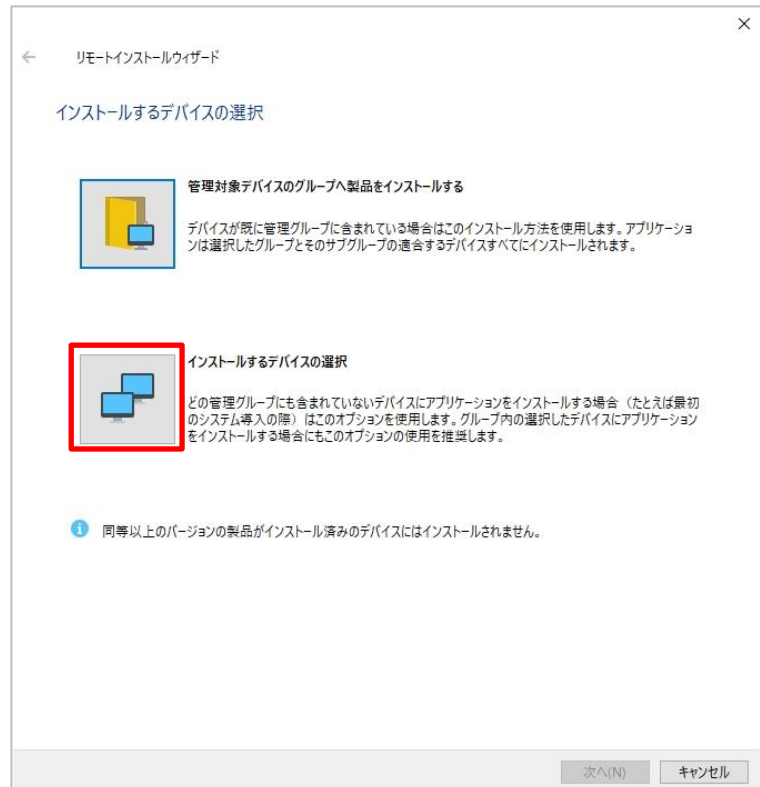 リモートインストールウィザード
インストールするデバイスの選択
管理対象デバイスのグループへ製品をインストールする
デバイスが既に管理グループに含まれている場合はこのインストール方法を使用します。アプリケーショ
ンは選択したグループとそのサブグループの適合するデバイスすべてにインストールされます。
インストールするデバイスの選択
どの管理グループにも含まれていないデバイスにアプリケーションをインストールする場合（たとえば最初
のシステム導入の際）はこのオプションを使用します。グループ内の選択したデバイスにアプリケーション
をインストールする場合にもこのオプションの使用を推奨します。
同等以上のバージョンの製品がインストール済みのデバイスにはインストールされません。
次へ(N)
キャンセル